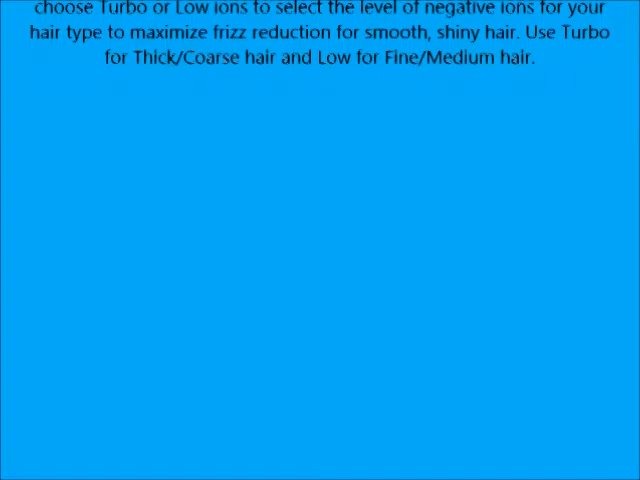 choose Turbo or Low ions to select the level of negative ions for your
hair type to maximize frizz reduction for smooth, shiny hair. Use Turbo
for Thick/Coarse hair and Low for Fine/Medium hair.